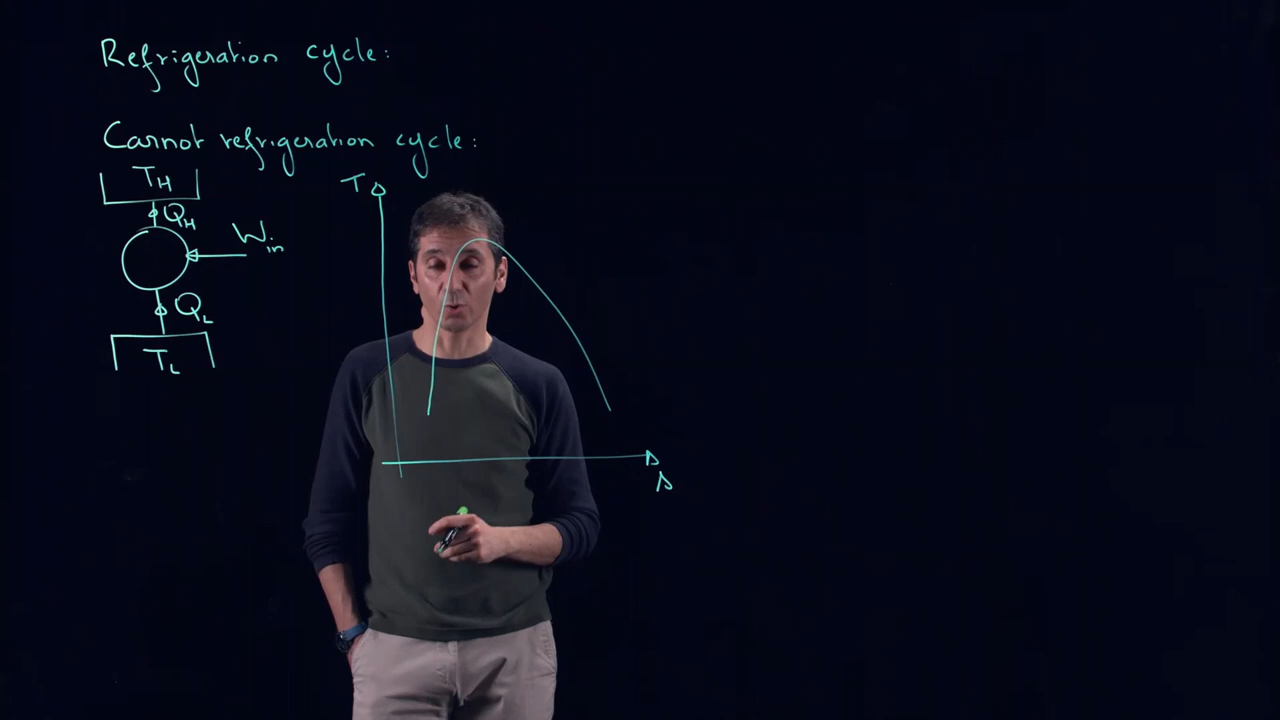 Refrigeration cycle:
Carnot refrigeration cycle:
T_H
Q_H
W_in
Q_L
T_L
T
s